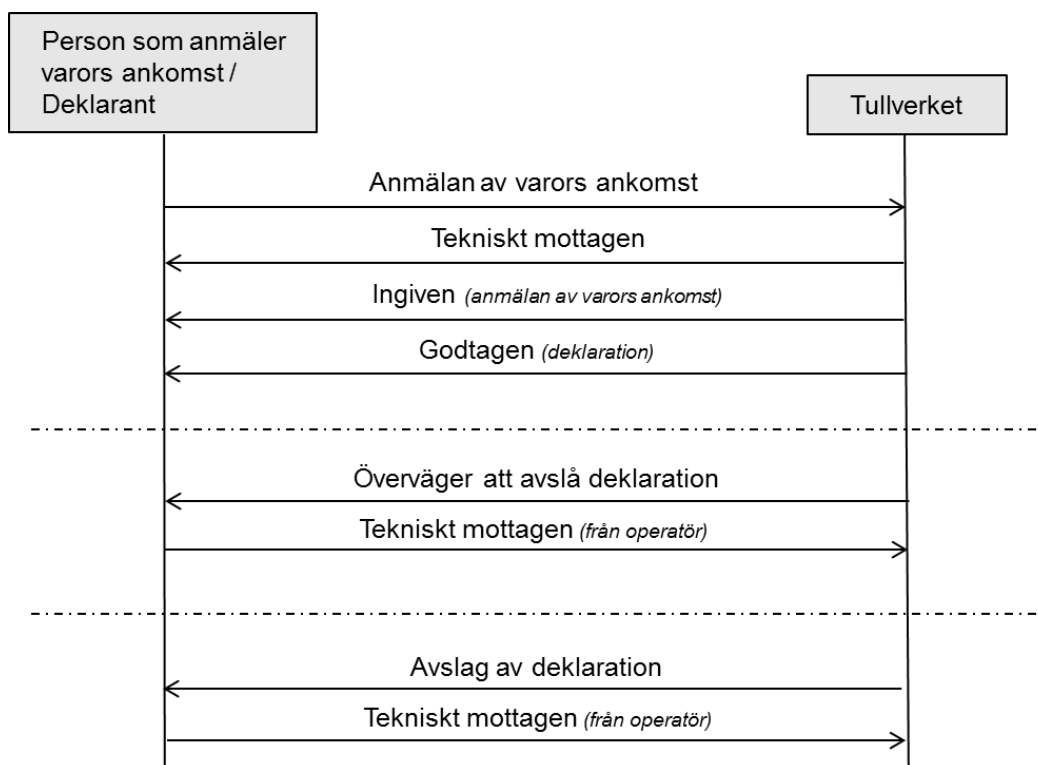 Person som anmäler
varors ankomst /
Deklarant
Tullverket
Anmälan av varors ankomst
Tekniskt mottagen
Ingiven (anmälan av varors ankomst)
Godtagen (deklaration)
Överväger att avslå deklaration
Tekniskt mottagen (från operatör)
Avslag av deklaration
Tekniskt mottagen (från operatör)